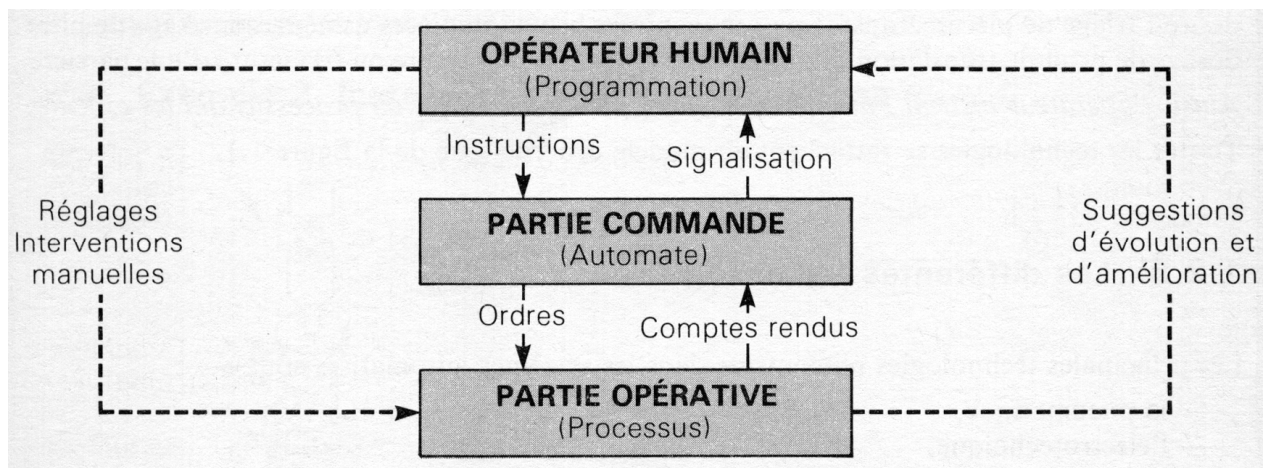 OPÉRATEUR HUMAIN
(Programmation)
Instructions
Signalisation
Réglages
Interventions
manuelles
PARTIE COMMANDE
(Automate)
Suggestions
d'évolution et
d'amélioration
Ordres
Comptes rendus
PARTIE OPÉRATIVE
(Processus)